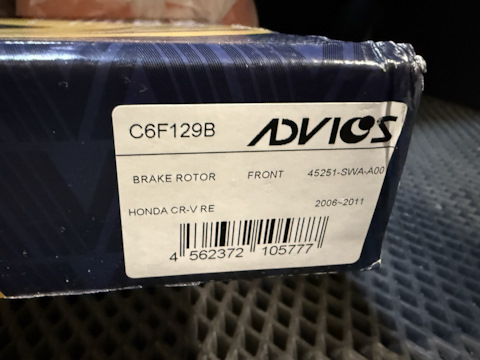 C6F129B ADVICS
BRAKE ROTOR FRONT 45251-SWA-A00
HONDA CR-V RE 2006~2011
4 562372 105777